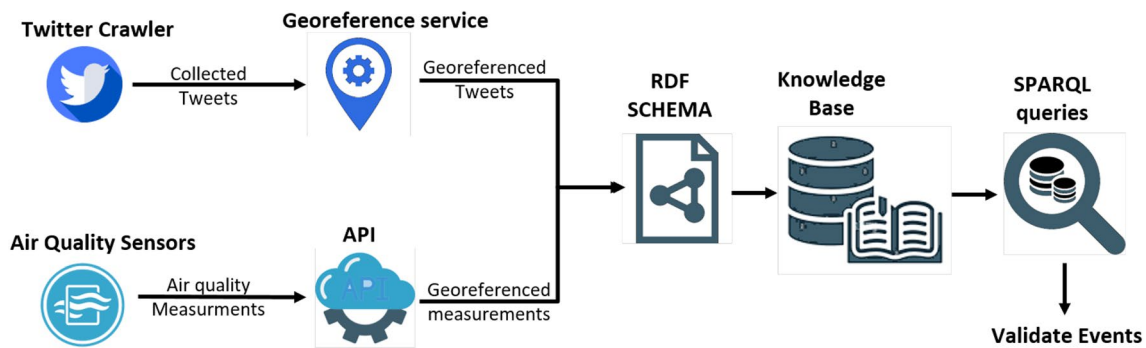 Twitter Crawler
Collected
Tweets
Georeference service
Georeferenced
Tweets
Air Quality Sensors
Air quality
Measurments
API
API
Georeferenced
measurements
RDF
SCHEMA
Knowledge
Base
SPARQL
queries
Validate Events